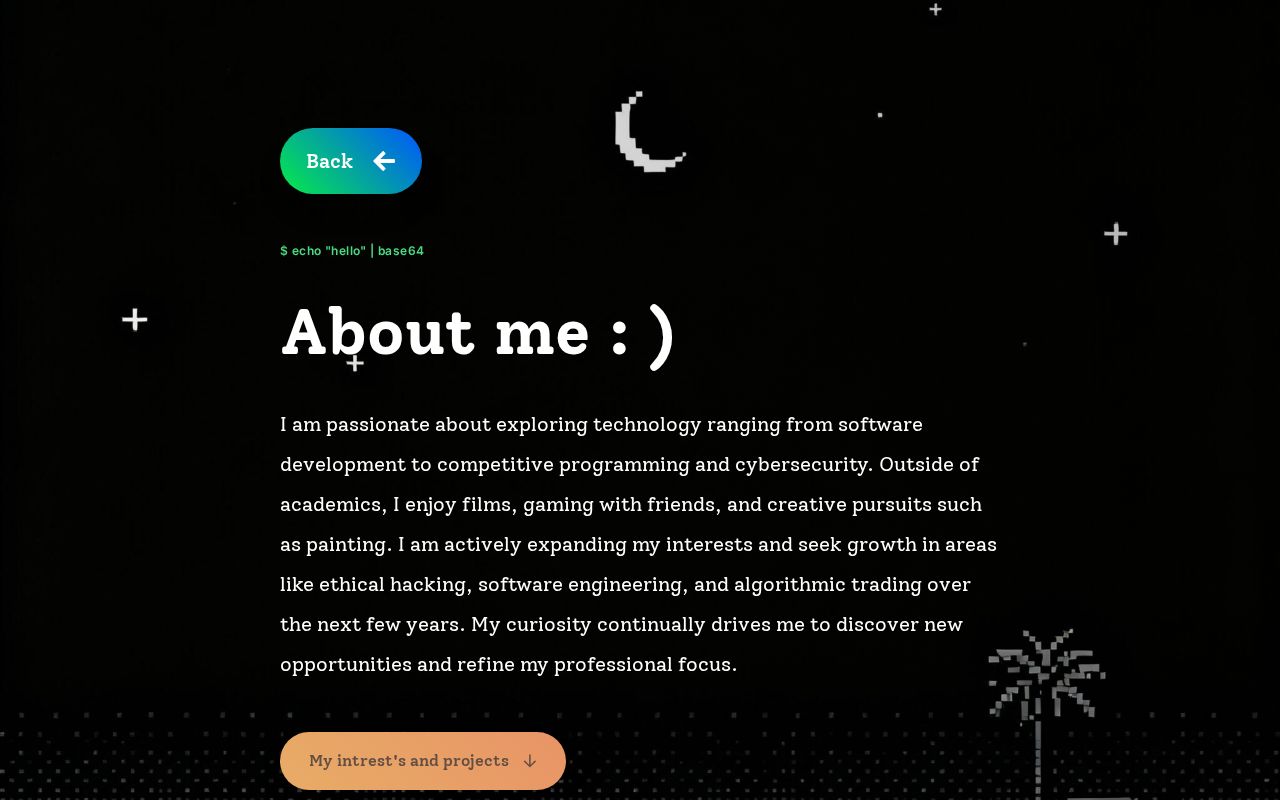 Back
$ echo "hello" | base64
About me : )
I am passionate about exploring technology ranging from software
development to competitive programming and cybersecurity. Outside of
academics, I enjoy films, gaming with friends, and creative pursuits such
as painting. I am actively expanding my interests and seek growth in areas
like ethical hacking, software engineering, and algorithmic trading over
the next few years. My curiosity continually drives me to discover new
opportunities and refine my professional focus.
My intrest's and projects